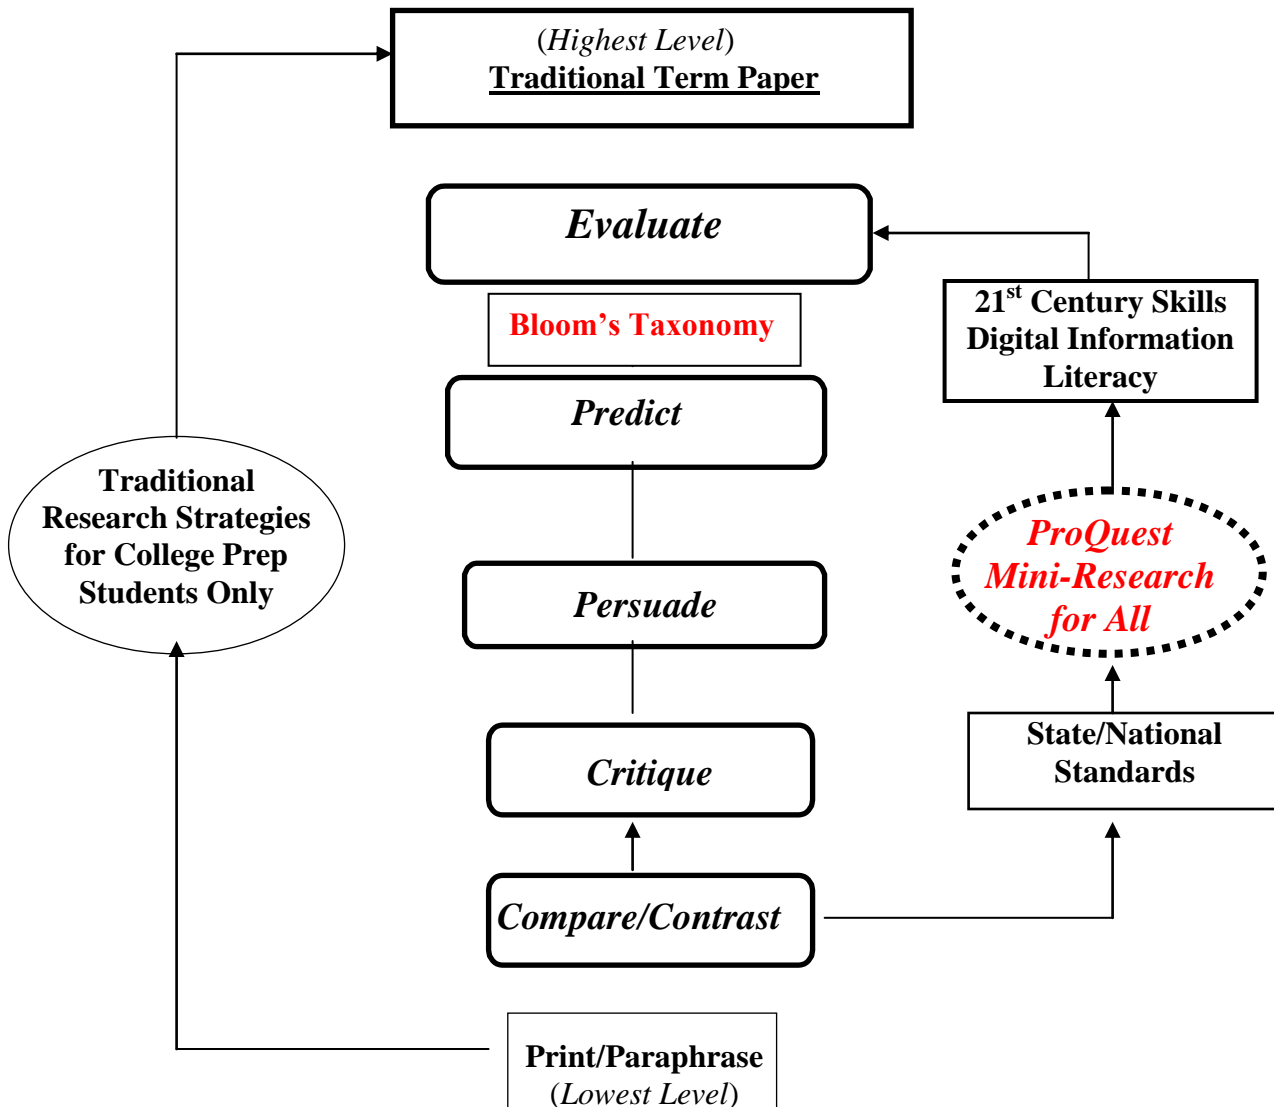 (Highest Level)
Traditional Term Paper
Evaluate
Bloom’s Taxonomy
21st Century Skills
Digital Information
Literacy
Predict
Traditional
Research Strategies
for College Prep
Students Only
ProQuest
Mini-Research
for All
Persuade
State/National
Standards
Critique
Compare/Contrast
Print/Paraphrase
(Lowest Level)